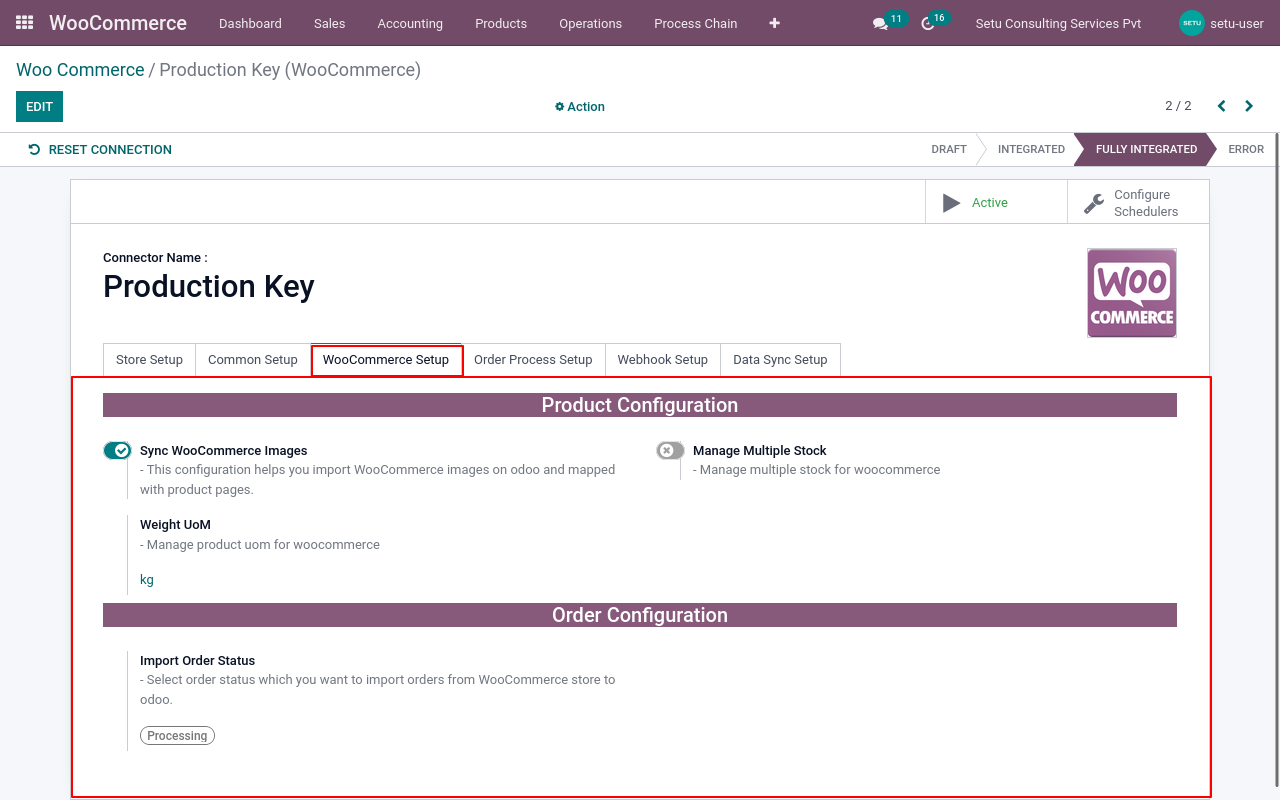 WooCommerce Dashboard Sales Accounting Products Operations Process Chain 11 16 Setu Consulting Services Pvt SETU setu-user
Woo Commerce / Production Key (WooCommerce)
EDIT Action 2 / 2
RESET CONNECTION DRAFT INTEGRATED FULLY INTEGRATED ERROR
Active
Configure
Schedulers
Connector Name :
Production Key
WOO
COMMERCE
Store Setup Common Setup WooCommerce Setup Order Process Setup Webhook Setup Data Sync Setup
Product Configuration
Sync WooCommerce Images
- This configuration helps you import WooCommerce images on odoo and mapped
with product pages.
Manage Multiple Stock
- Manage multiple stock for woocommerce
Weight UoM
- Manage product uom for woocommerce
kg
Order Configuration
Import Order Status
- Select order status which you want to import orders from WooCommerce store to
odoo.
Processing